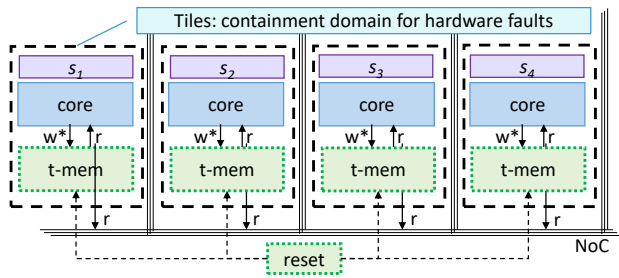 Tiles: containment domain for hardware faults
s1 s2 s3 s4
core core core core
w* r w* r w* r w* r
t-mem t-mem t-mem t-mem
r r r r
NoC
reset